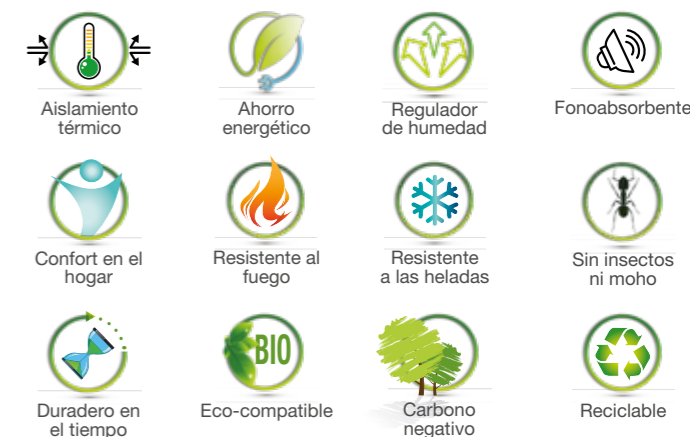 Aislamiento
térmico
Ahorro
energético
Regulador
de humedad
Fonoabsorbente
Confort en el
hogar
Resistente al
fuego
Resistente
a las heladas
Sin insectos
ni moho
Duradero en
el tiempo
BIO
Eco-compatible
Carbono
negativo
Reciclable